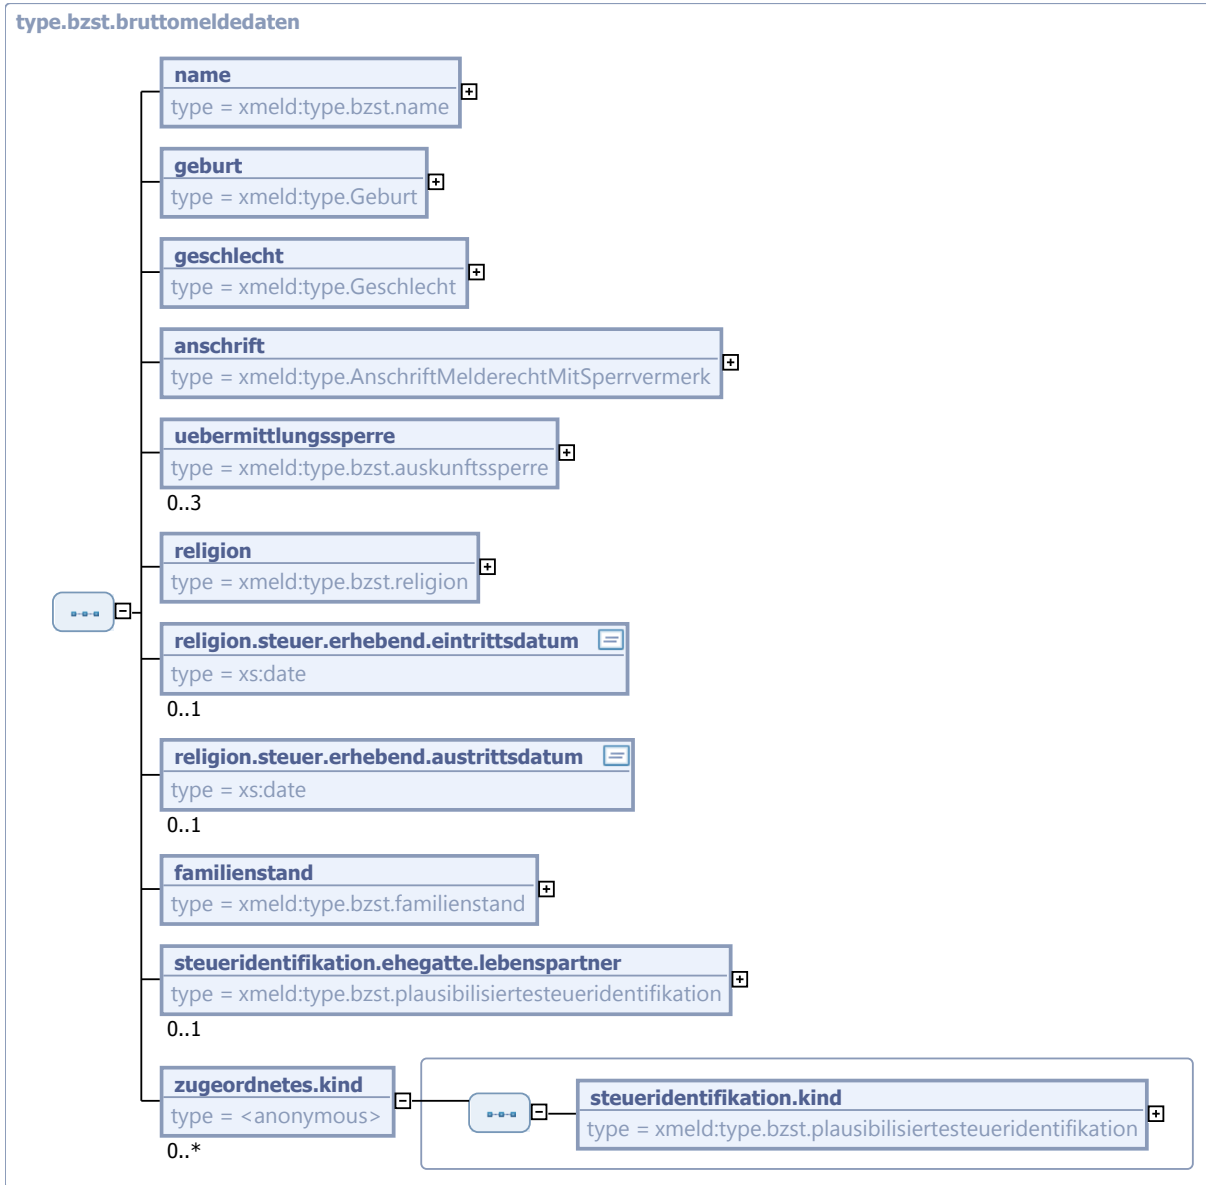 type.bzst.bruttomeldedaten
name
type = xmeld:type.bzst.name
geburt
type = xmeld:type.Geburt
geschlecht
type = xmeld:type.Geschlecht
anschrift
type = xmeld:type.AnschriftMelderechtMitSperrvermerk
uebermittlungssperre
type = xmeld:type.bzst.auskunftssperre
0..3
religion
type = xmeld:type.bzst.religion
religion.steuer.erhebend.eintrittsdatum
type = xs:date
0..1
religion.steuer.erhebend.austrittsdatum
type = xs:date
0..1
familienstand
type = xmeld:type.bzst.familienstand
steueridentifikation.ehegatte.lebenspartner
type = xmeld:type.bzst.plausibilisiertesteueridentifikation
0..1
zugeordnetes.kind
type = <anonymous>
0..*
steueridentifikation.kind
type = xmeld:type.bzst.plausibilisiertesteueridentifikation